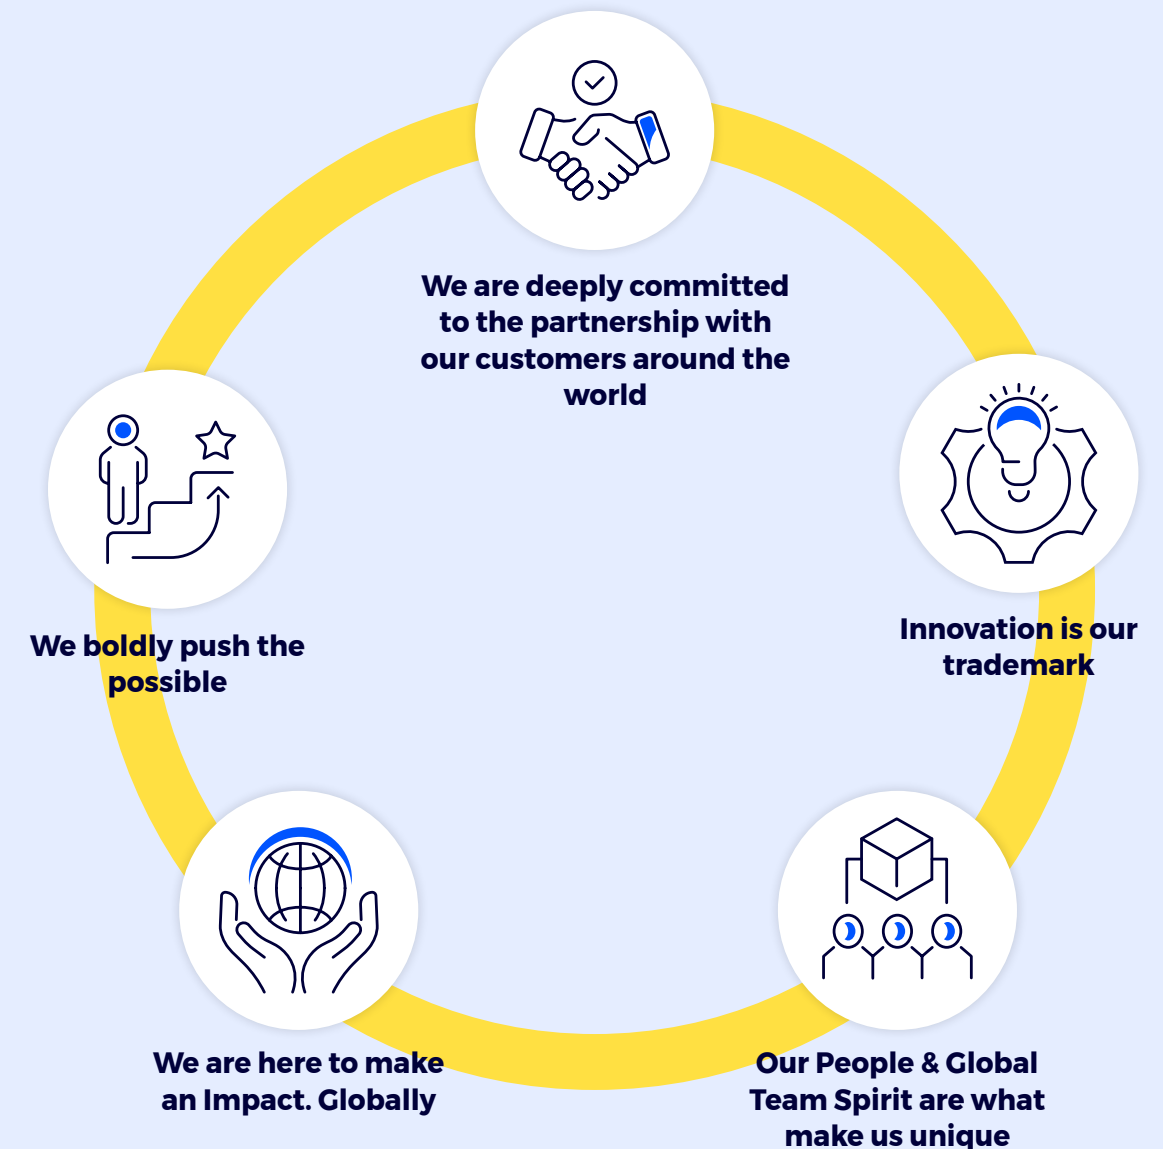 We are deeply committed
to the partnership with
our customers around the
world
Innovation is our
trademark
We boldly push the
possible
We are here to make
an Impact. Globally
Our People & Global
Team Spirit are what
make us unique